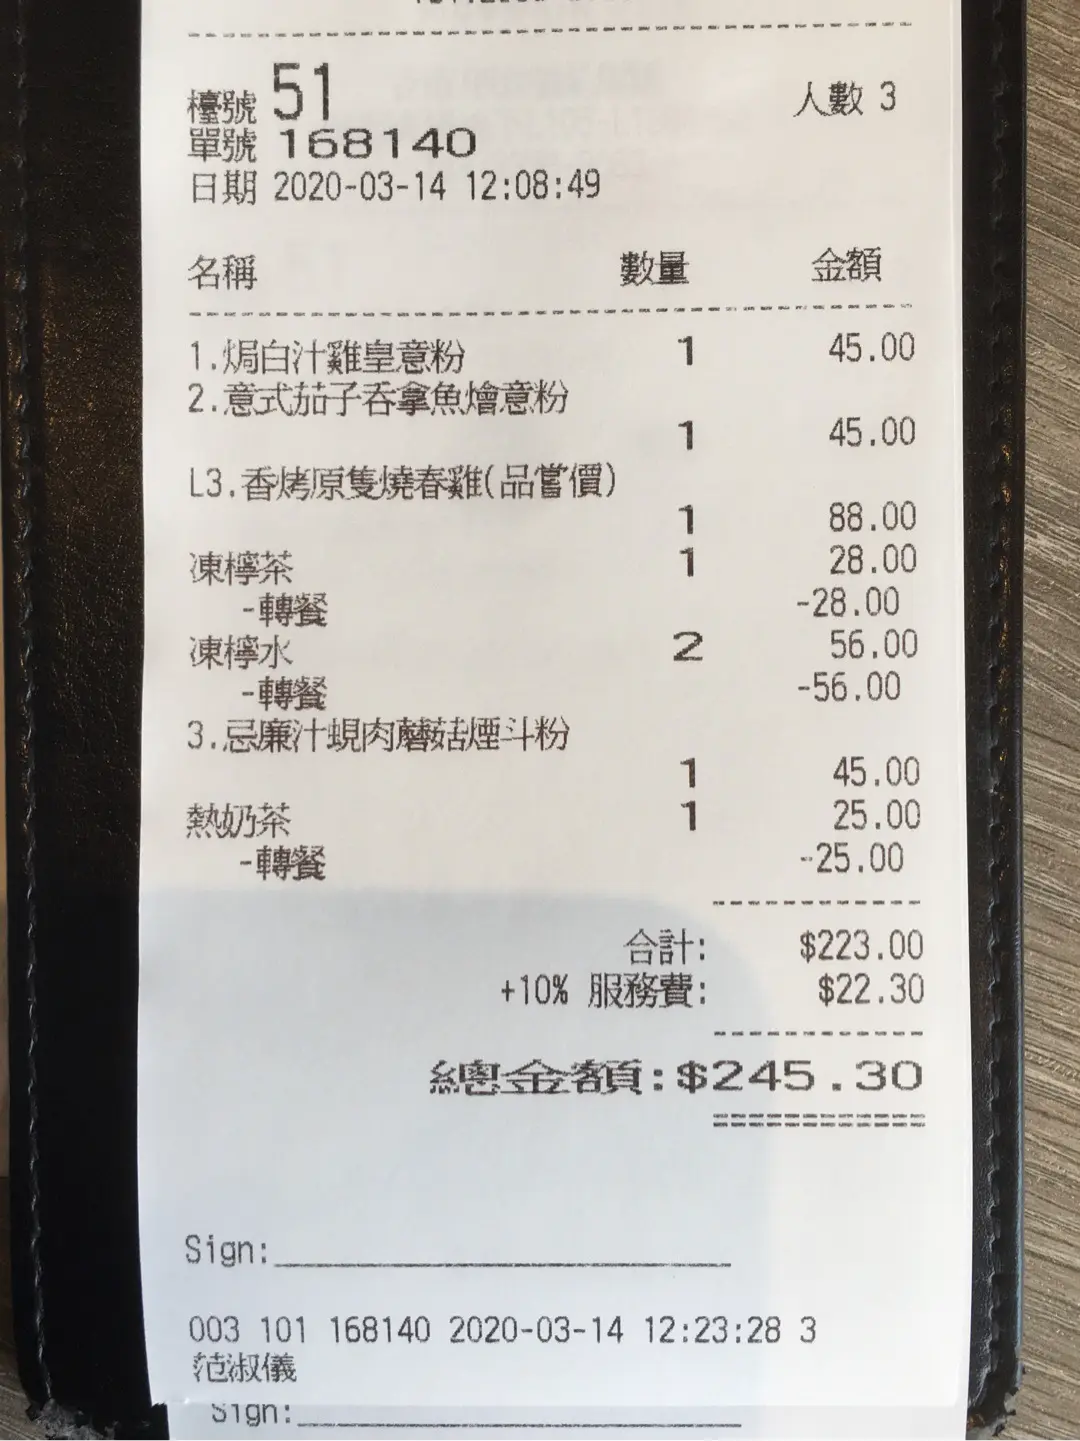 檯號 51 人數 3
單號 168140
日期 2020-03-14 12:08:49
名稱 數量 金額
1.焗白汁雞皇意粉 1 45.00
2.意式茄子吞拿魚燴意粉
1 45.00
L3.香烤原隻燒春雞(品嘗價)
1 88.00
凍檸茶 1 28.00
-轉餐 -28.00
凍檸水 2 56.00
-轉餐 -56.00
3.忌廉汁蜆肉蘑菇煙斗粉
1 45.00
熱奶茶 1 25.00
-轉餐 -25.00
合計: $223.00
+10% 服務費: $22.30
總金額:$245.30
Sign:
003 101 168140 2020-03-14 12:23:28 3
范淑儀
Sign: